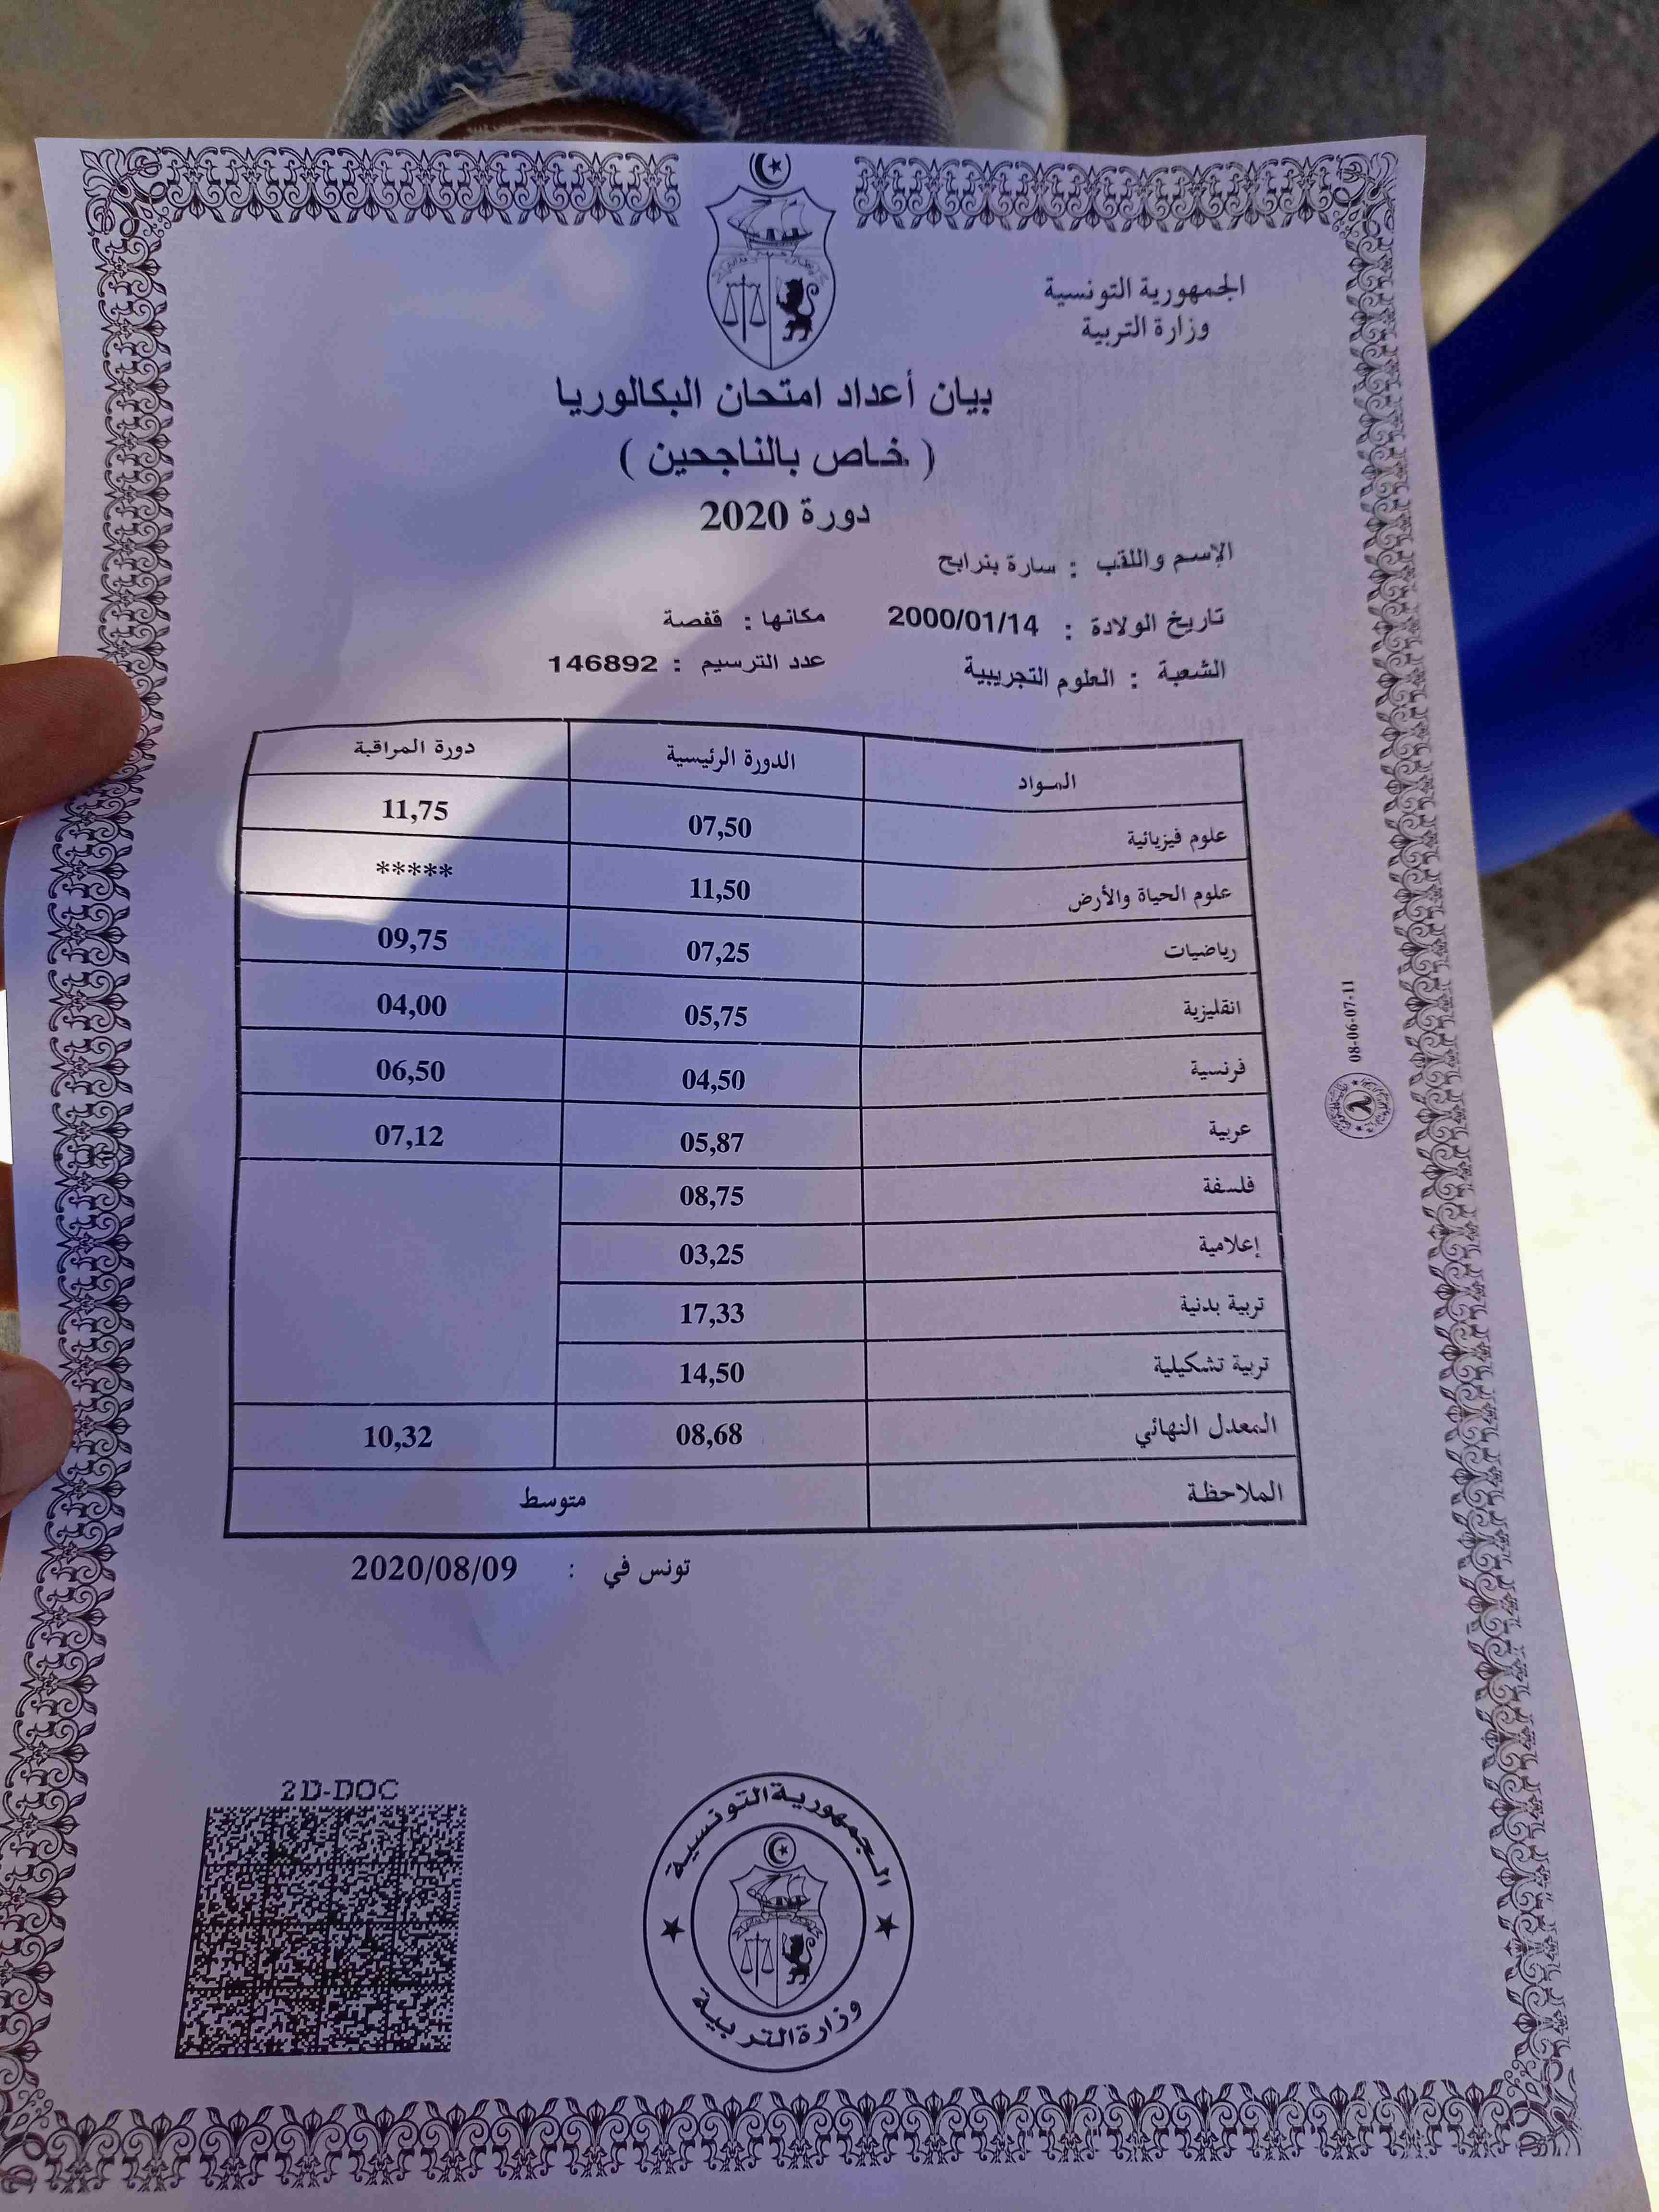 الجمهورية التونسية
وزارة التربية
بيان أعداد امتحان البكالوريا
( خاص بالناجحين )
دورة 2020
الإسم واللقب : سارة بنرابح
تاريخ الولادة : 2000/01/14 مكانها : قفصة
الشعبة : العلوم التجريبية عدد الترسيم : 146892
المواد الدورة الرئيسية دورة المراقبة
علوم فيزيائية 07,50 11,75
علوم الحياة والأرض 11,50 *****
رياضيات 07,25 09,75
انقليزية 05,75 04,00
فرنسية 04,50 06,50
عربية 05,87 07,12
فلسفة 08,75
إعلامية 03,25
تربية بدنية 17,33
تربية تشكيلية 14,50
المعدل النهائي 08,68 10,32
الملاحظة متوسط
تونس في : 2020/08/09
08-06-07-11
2D-DOC
الجمهورية التونسية
وزارة التربية